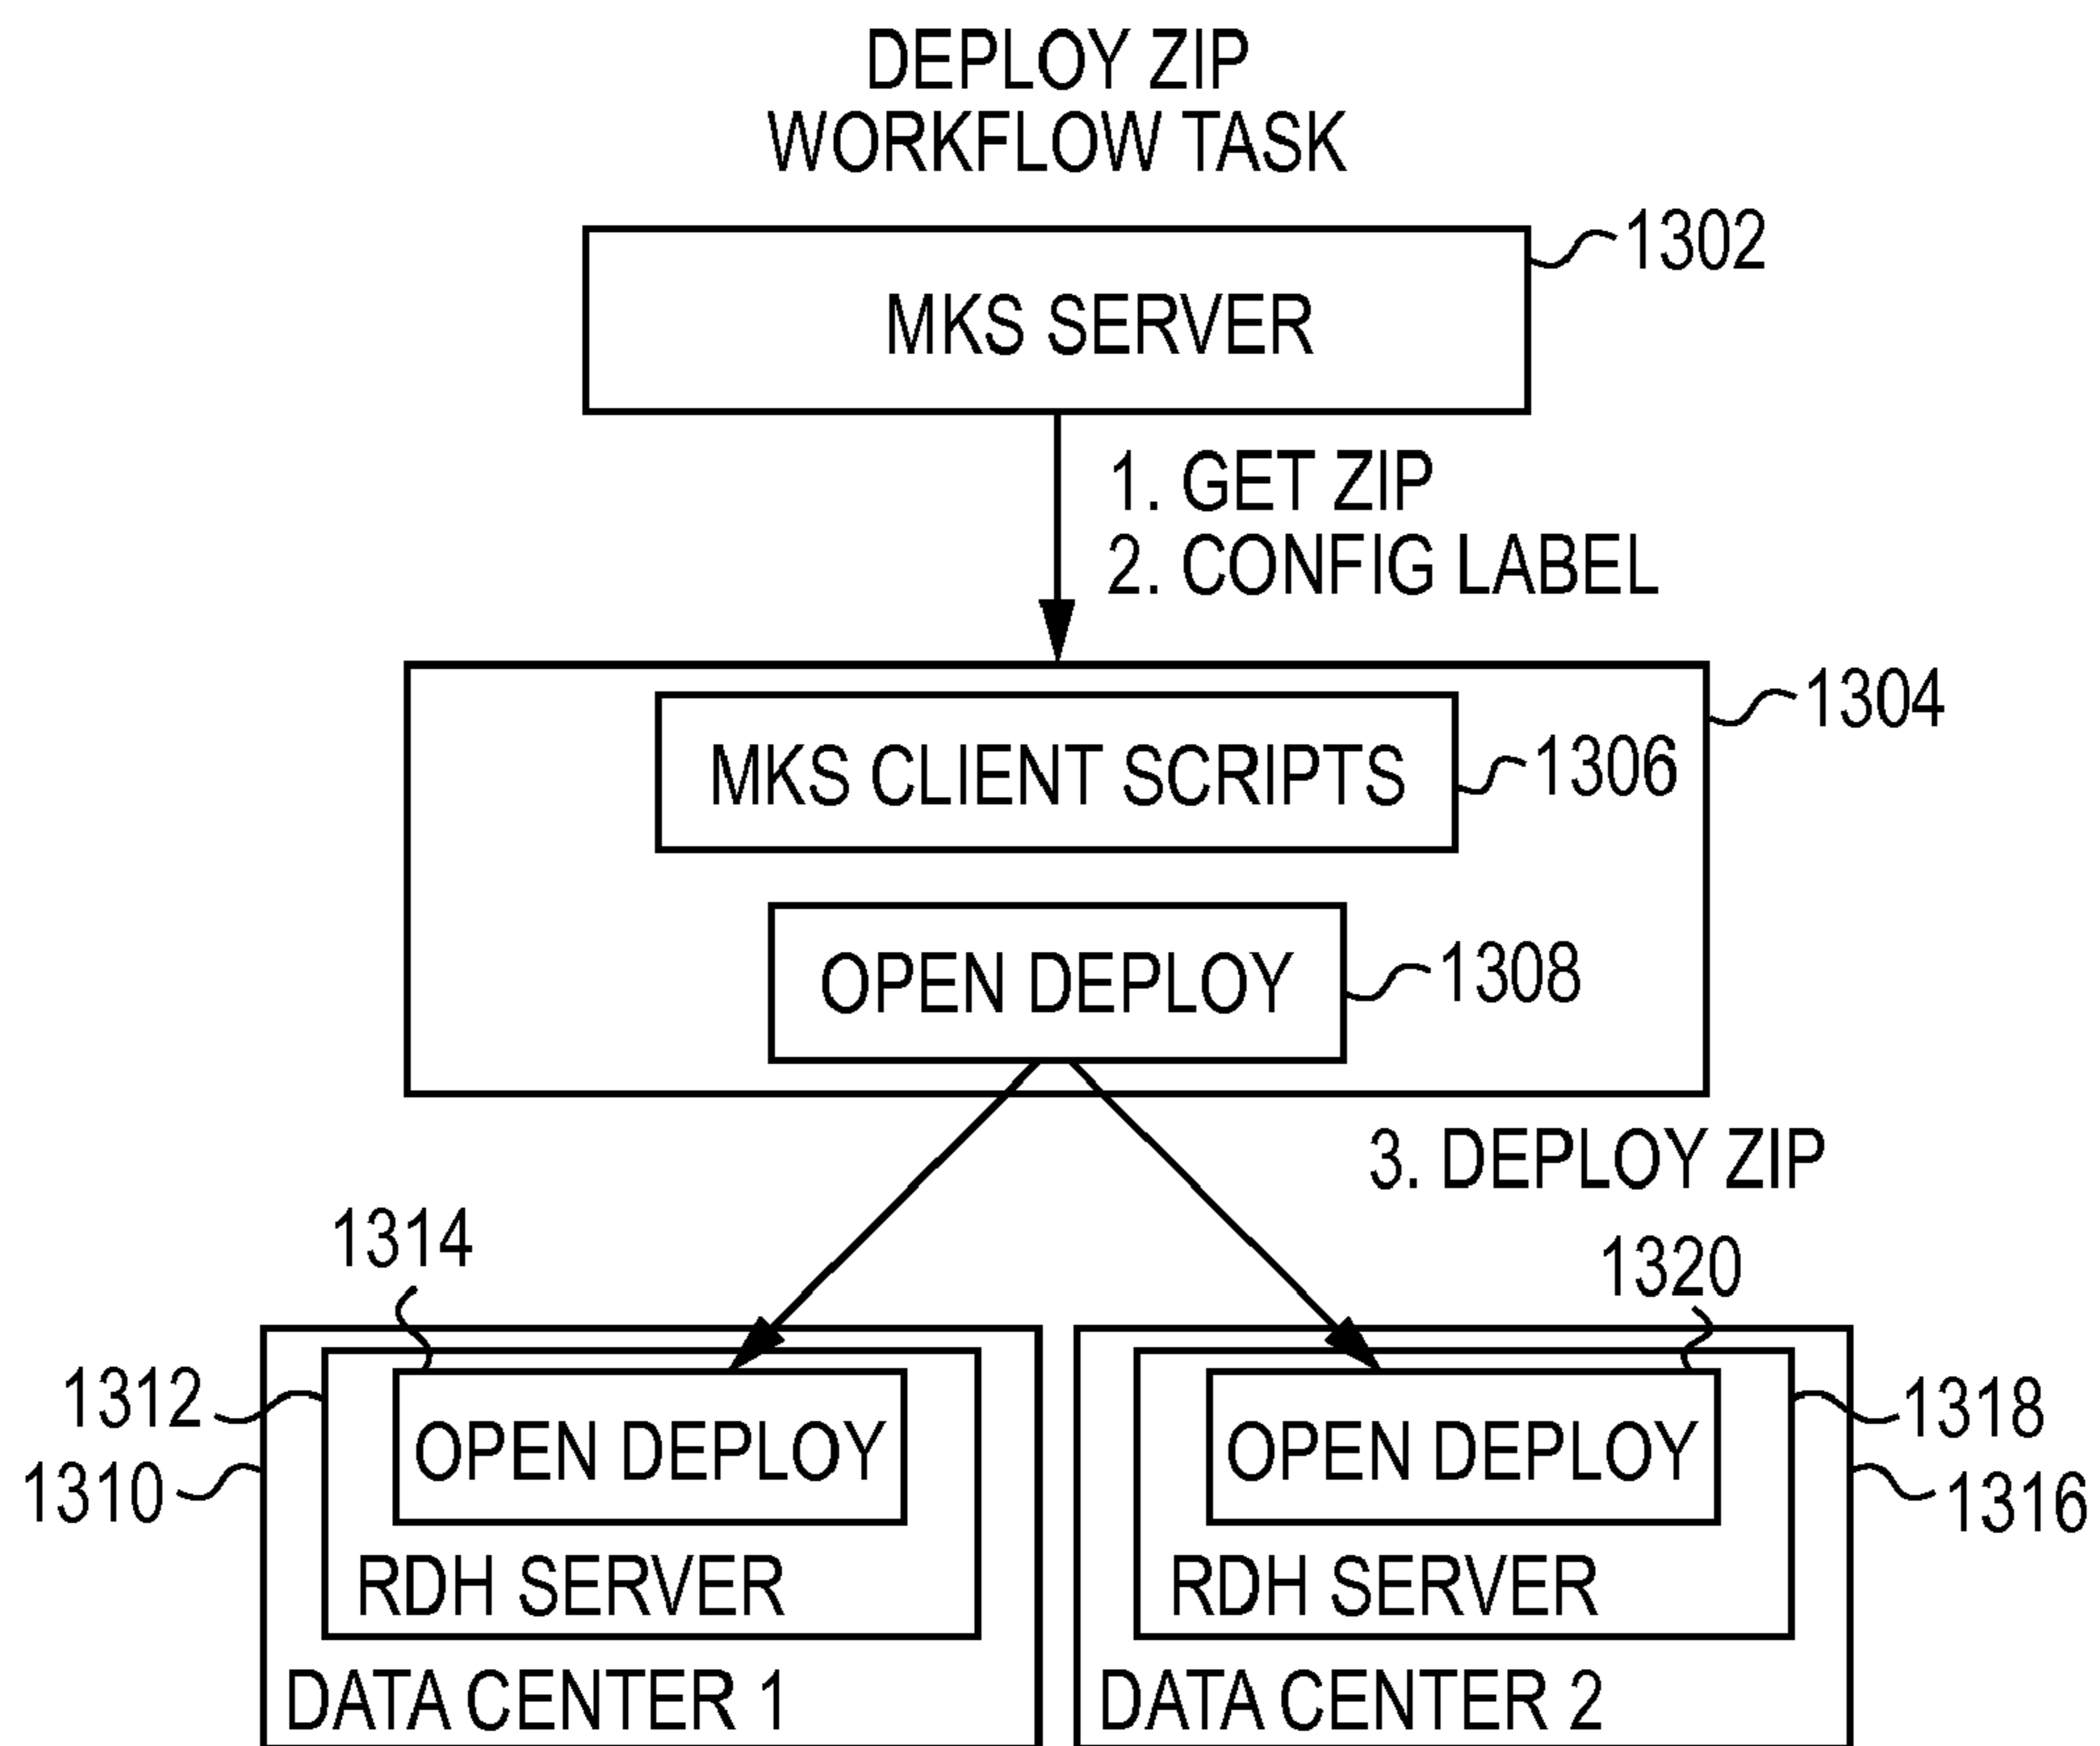 DEPLOY ZIP
WORKFLOW TASK
1302
MKS SERVER
1. GET ZIP
2. CONFIG LABEL
1304
MKS CLIENT SCRIPTS
1306
OPEN DEPLOY
1308
3. DEPLOY ZIP
1314
1320
1312
OPEN DEPLOY
OPEN DEPLOY
1318
1310
1316
RDH SERVER
RDH SERVER
DATA CENTER 1
DATA CENTER 2